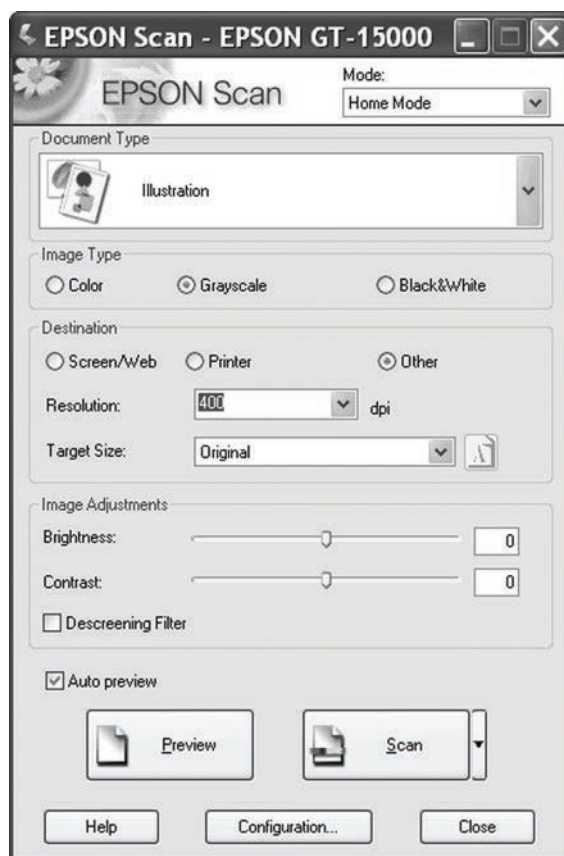 EPSON Scan - EPSON GT-15000
EPSON Scan
Mode:
Home Mode
Document Type
Illustration
Image Type
Color
Grayscale
Black&White
Destination
Screen/Web
Printer
Other
Resolution:
400
dpi
Target Size:
Original
A
Image Adjustments
Brightness:
0
Contrast:
0
Descreening Filter
Auto preview
Preview
Scan
Help
Configuration...
Close